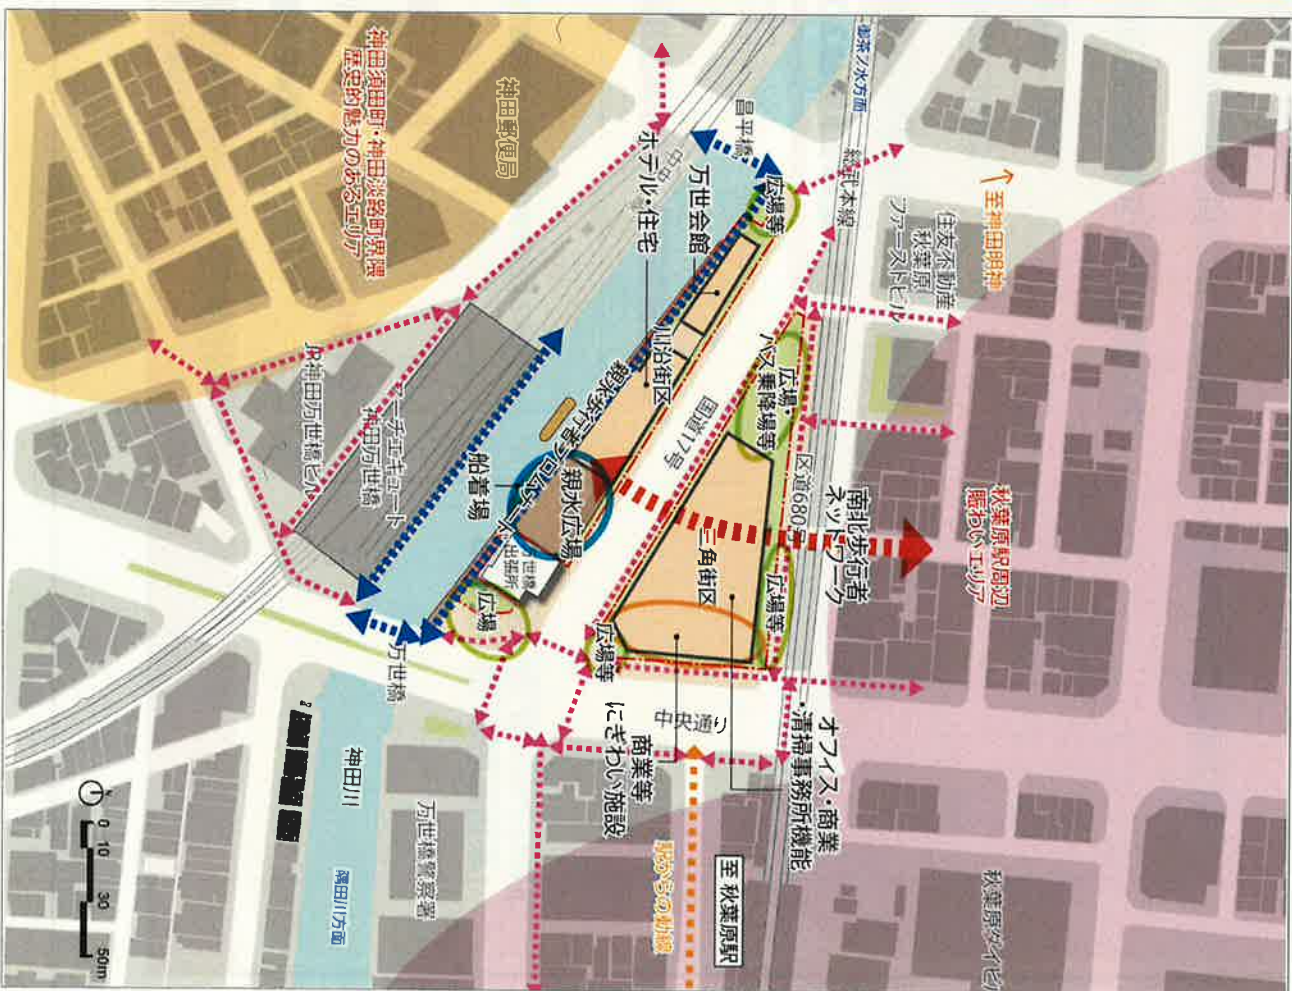 御茶ノ水方面
総武本線
↑至神田明神
住友不動産
秋葉原
ファーストビル
秋葉原駅周辺
賑わいエリア
秋葉原ダイビル
昌平橋
広場等
万世会館
ホテル・住宅
川沿街区
親水歩行者プロムナード
広場・
バス乗降場等
国道17号
区道680号
南北歩行者
ネットワーク
三角街区
広場等
広場等
オフィス・商業
・清掃事務所機能
商業等
にぎわい施設
中央通り
至 秋葉原駅
駅からの動線
親水広場
船着場
万世橋
出張所
広場
万世橋
神田川
隅田川方面
万世橋警察署
中央
神田郵便局
神田須田町・神田淡路町界隈
歴史的魅力のあるエリア
マーチエキュート
神田万世橋
JR神田万世橋ビル
0 10 30 50m